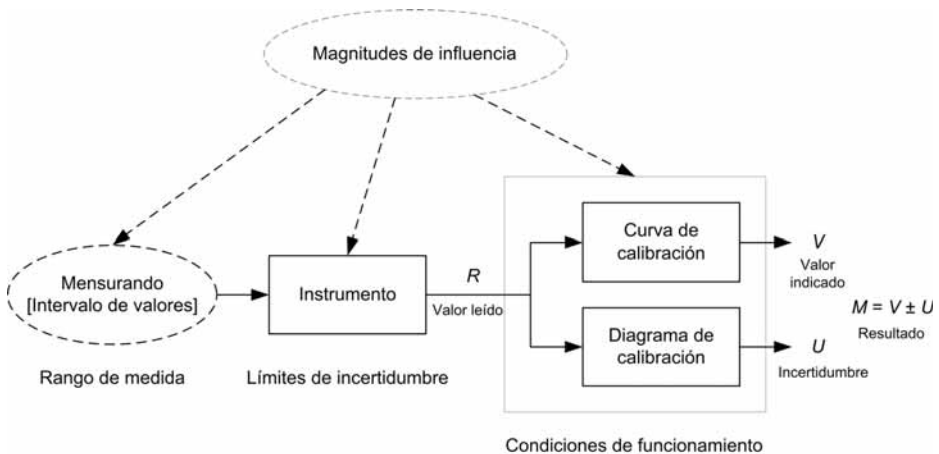 Magnitudes de influencia
Mensurando
[Intervalo de valores]
Instrumento
R
Valor leído
Curva de
calibración
Diagrama de
calibración
V
Valor
indicado
U
Incertidumbre
M = V ± U
Resultado
Rango de medida
Límites de incertidumbre
Condiciones de funcionamiento